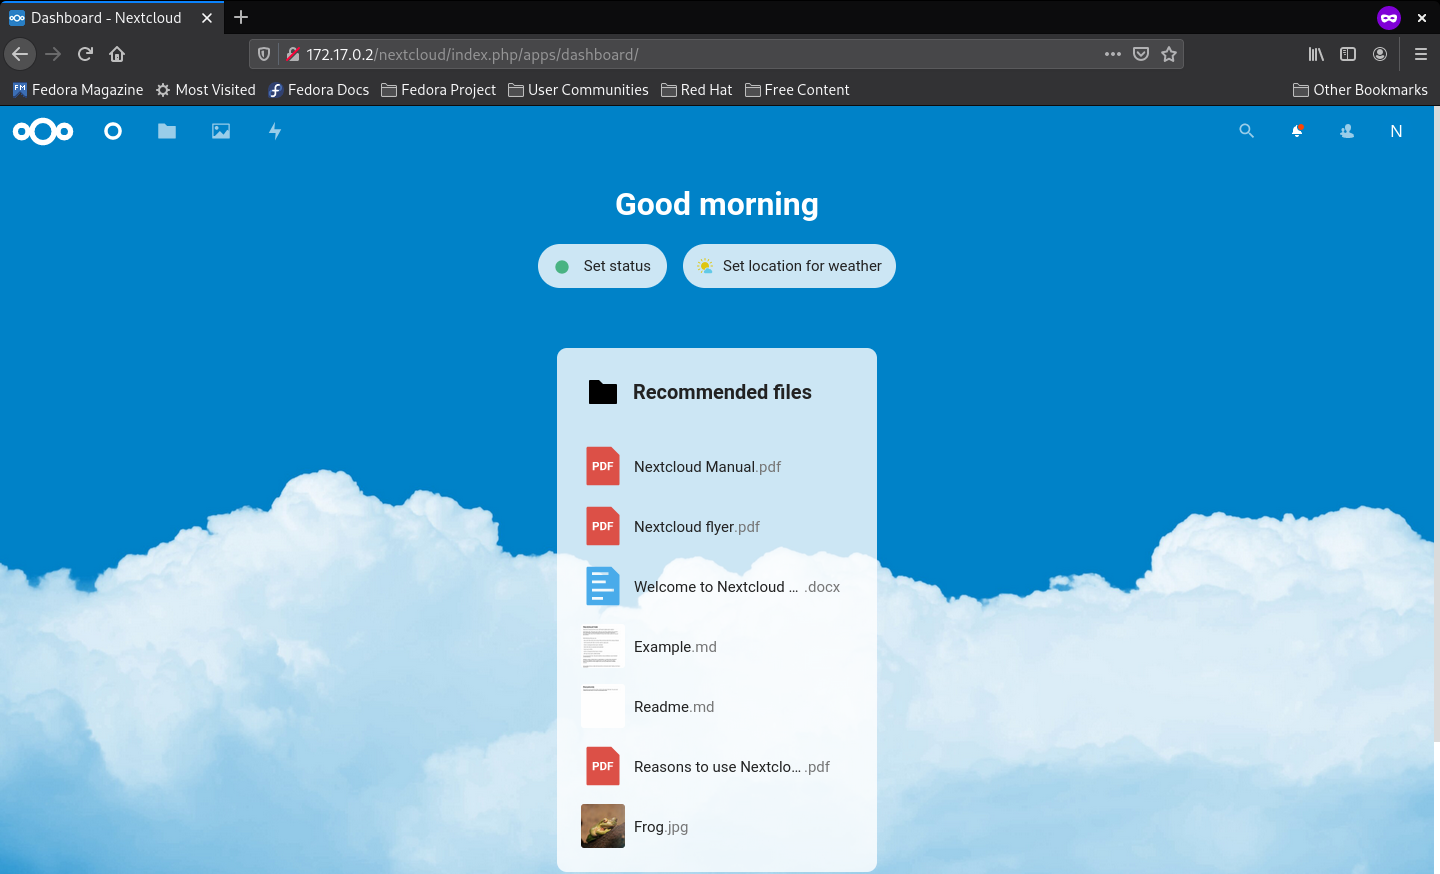 Dashboard - Nextcloud
172.17.0.2/nextcloud/index.php/apps/dashboard/
Fedora Magazine Most Visited Fedora Docs Fedora Project User Communities Red Hat Free Content Other Bookmarks
N
Good morning
Set status Set location for weather
Recommended files
PDF Nextcloud Manual.pdf
PDF Nextcloud flyer.pdf
Welcome to Nextcloud ... .docx
Example.md
Readme.md
PDF Reasons to use Nextclo... .pdf
Frog.jpg